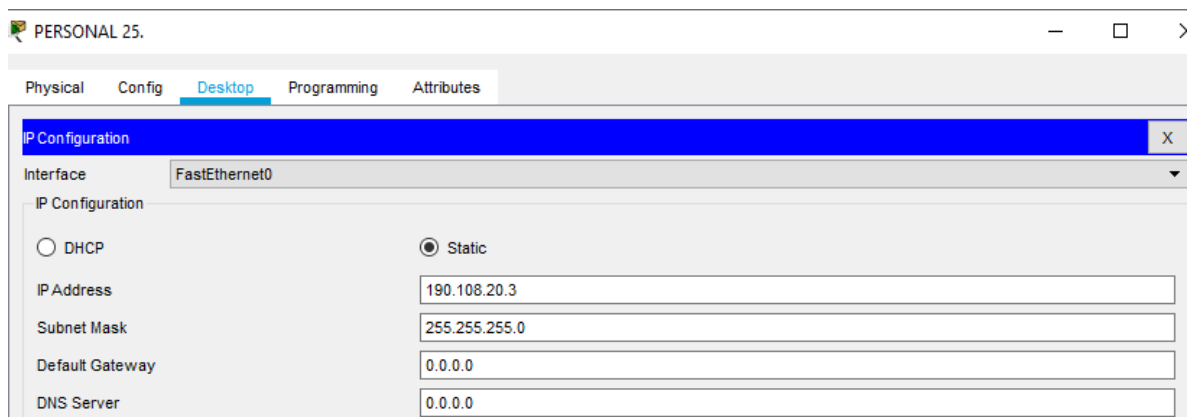 PERSONAL 25.
Physical Config Desktop Programming Attributes
IP Configuration X
Interface FastEthernet0
IP Configuration
DHCP Static
IP Address 190.108.20.3
Subnet Mask 255.255.255.0
Default Gateway 0.0.0.0
DNS Server 0.0.0.0